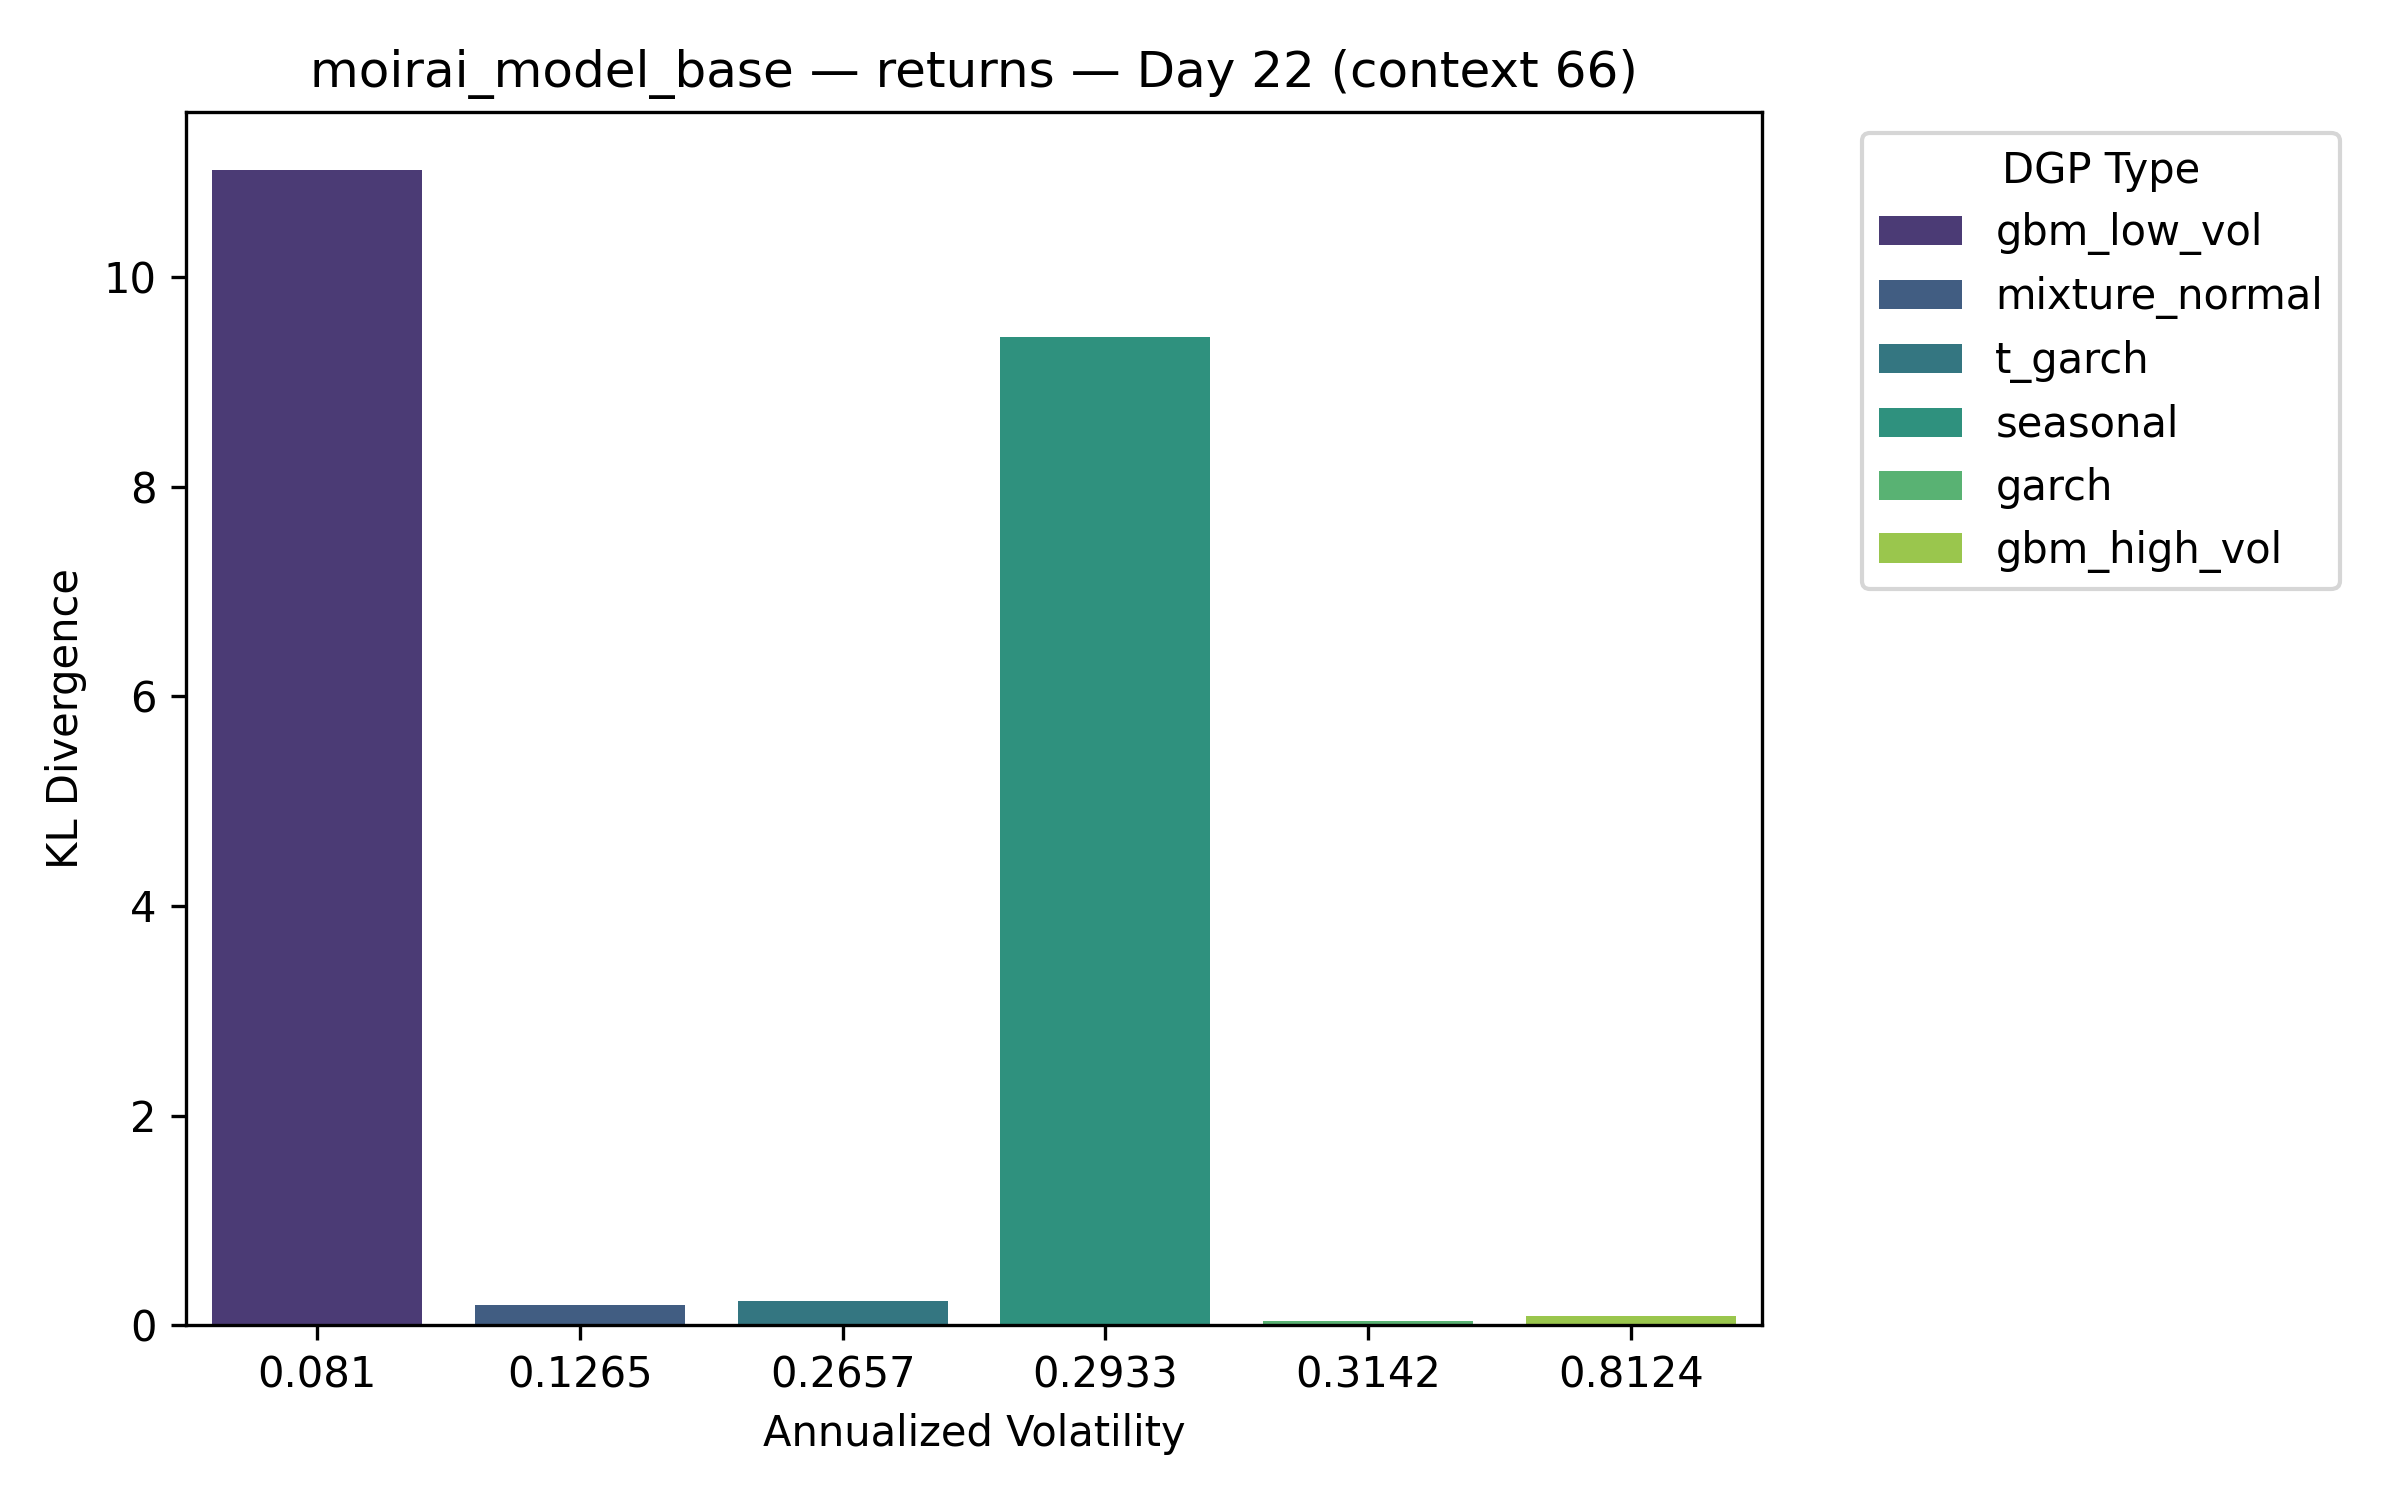 moirai_model_base — returns — Day 22 (context 66)
KL Divergence
10
8
6
4
2
0
0.081 0.1265 0.2657 0.2933 0.3142 0.8124
Annualized Volatility
DGP Type
gbm_low_vol
mixture_normal
t_garch
seasonal
garch
gbm_high_vol